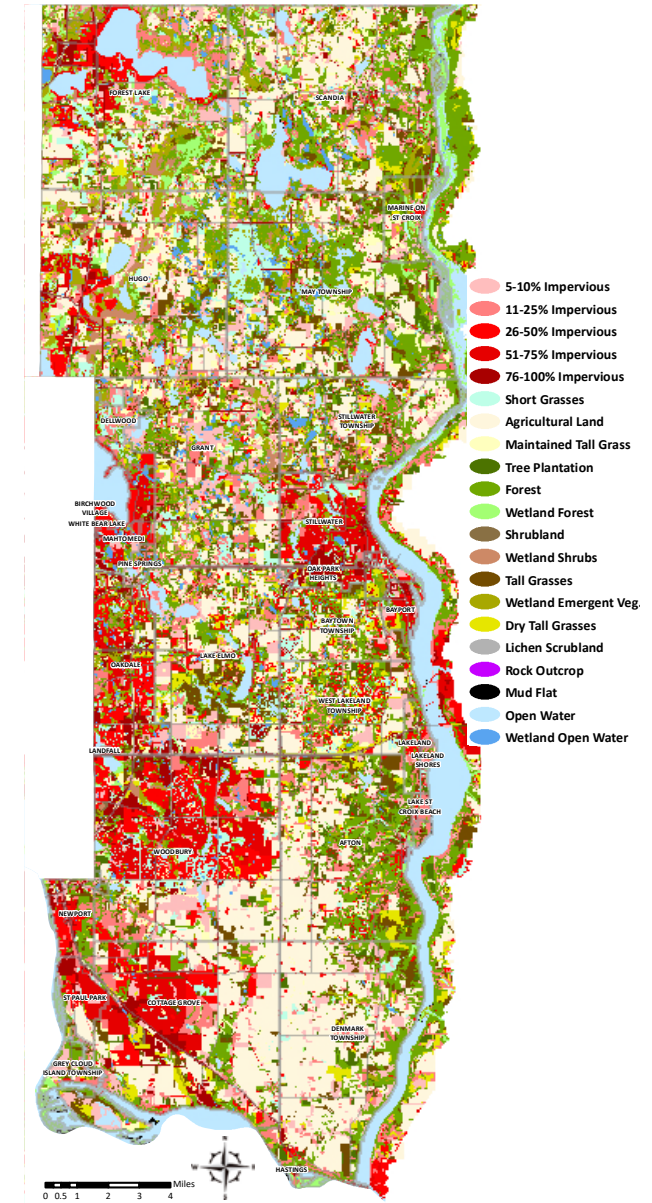 FOREST LAKE
SCANDIA
MARINE ON
ST CROIX
HUGO
MAY TOWNSHIP
DELLWOOD
STILLWATER
TOWNSHIP
GRANT
BIRCHWOOD
VILLAGE
WHITE BEAR LAKE
MAHTOMEDI
STILLWATER
PINE SPRINGS
OAK PARK
HEIGHTS
BAYPORT
BAYTOWN
TOWNSHIP
LAKE ELMO
OAKDALE
WEST LAKELAND
TOWNSHIP
LANDFALL
LAKELAND
LAKELAND
SHORES
LAKE ST
CROIX BEACH
AFTON
WOODBURY
NEWPORT
ST PAUL PARK
COTTAGE GROVE
DENMARK
TOWNSHIP
GREY CLOUD
ISLAND TOWNSHIP
HASTINGS
5-10% Impervious
11-25% Impervious
26-50% Impervious
51-75% Impervious
76-100% Impervious
Short Grasses
Agricultural Land
Maintained Tall Grass
Tree Plantation
Forest
Wetland Forest
Shrubland
Wetland Shrubs
Tall Grasses
Wetland Emergent Veg.
Dry Tall Grasses
Lichen Scrubland
Rock Outcrop
Mud Flat
Open Water
Wetland Open Water
N
W E
S
Miles
0 0.5 1 2 3 4